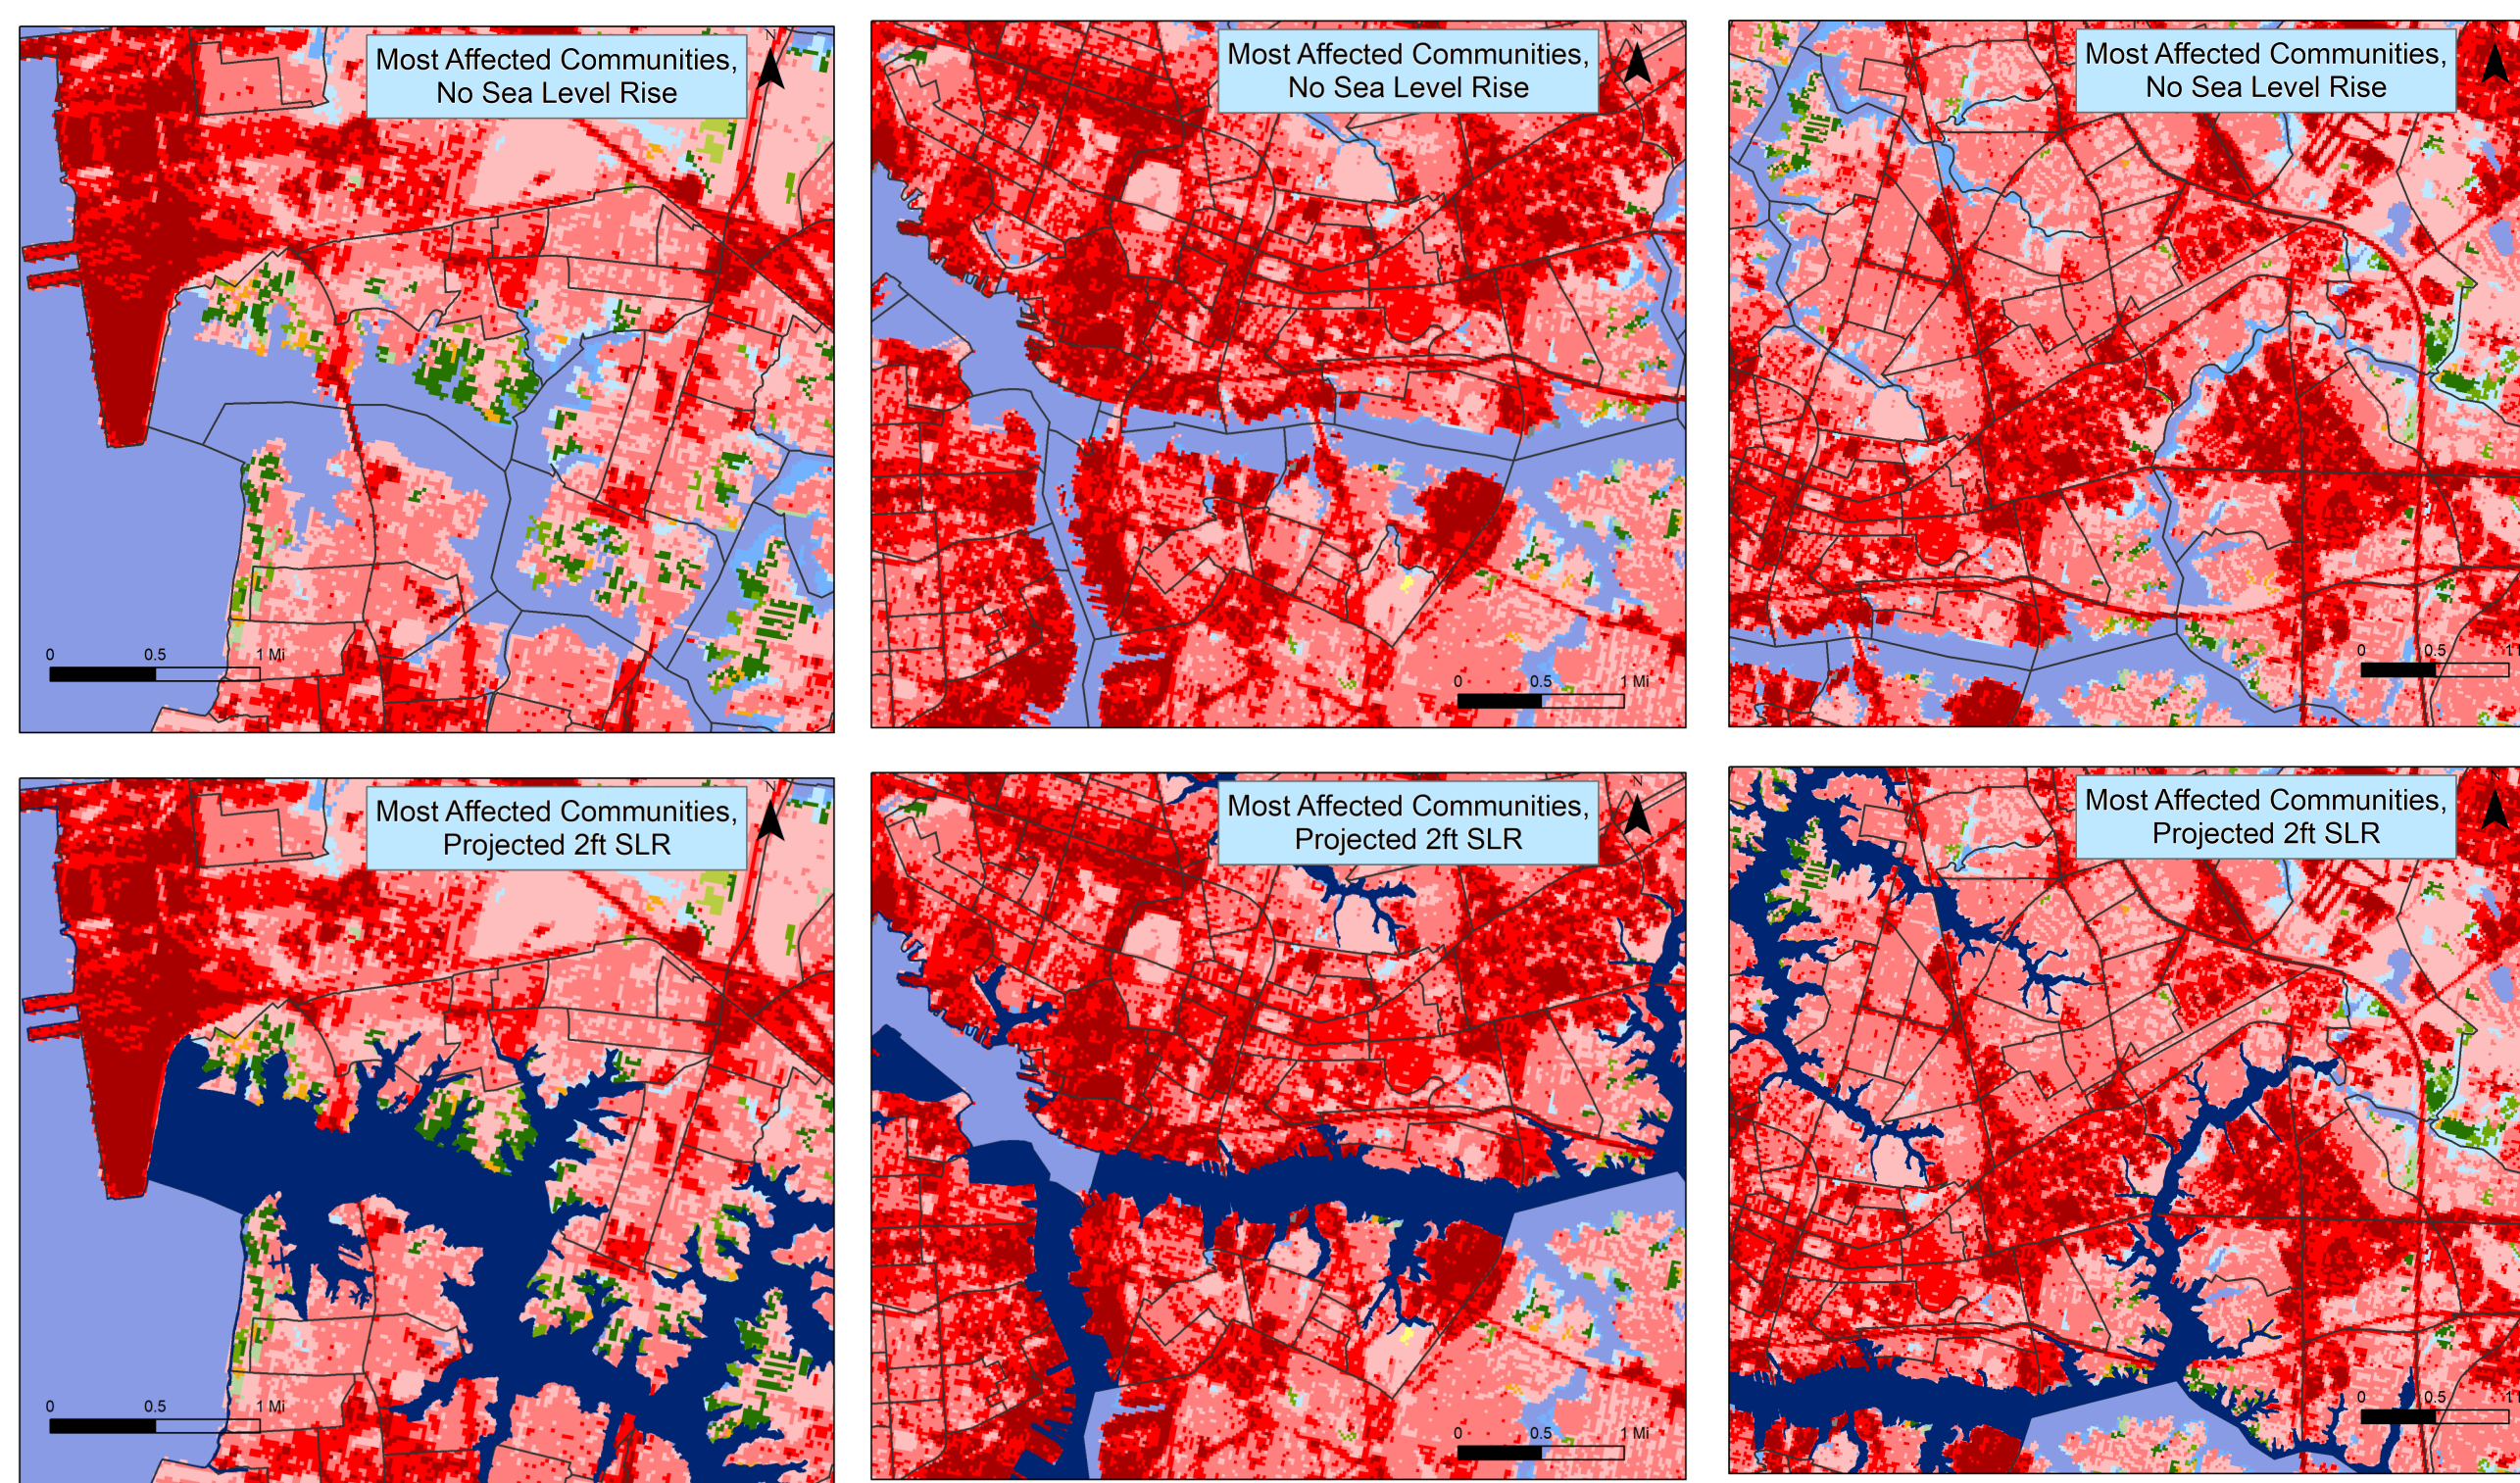 Most Affected Communities,
No Sea Level Rise
N
0 0.5 1 Mi
Most Affected Communities,
No Sea Level Rise
N
0 0.5 1 Mi
Most Affected Communities,
No Sea Level Rise
0 0.5 1
Most Affected Communities,
Projected 2ft SLR
N
0 0.5 1 Mi
Most Affected Communities,
Projected 2ft SLR
N
0 0.5 1 Mi
Most Affected Communities,
Projected 2ft SLR
0 0.5 1